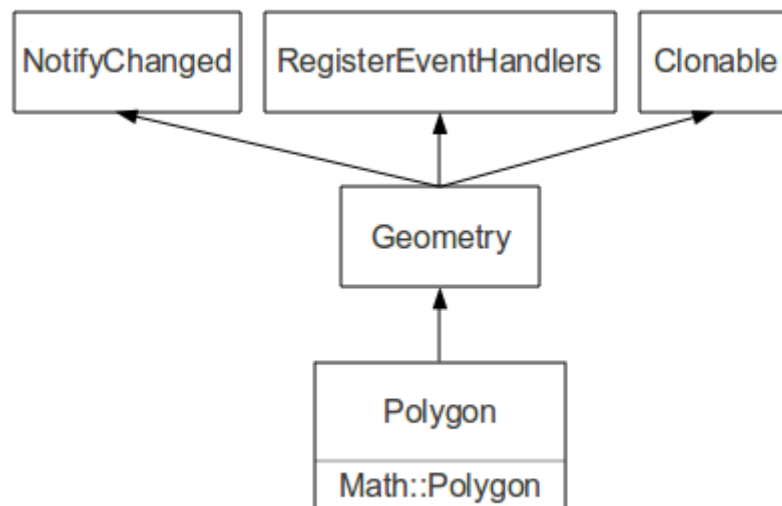 NotifyChanged
RegisterEventHandlers
Clonable
Geometry
Polygon
Math::Polygon